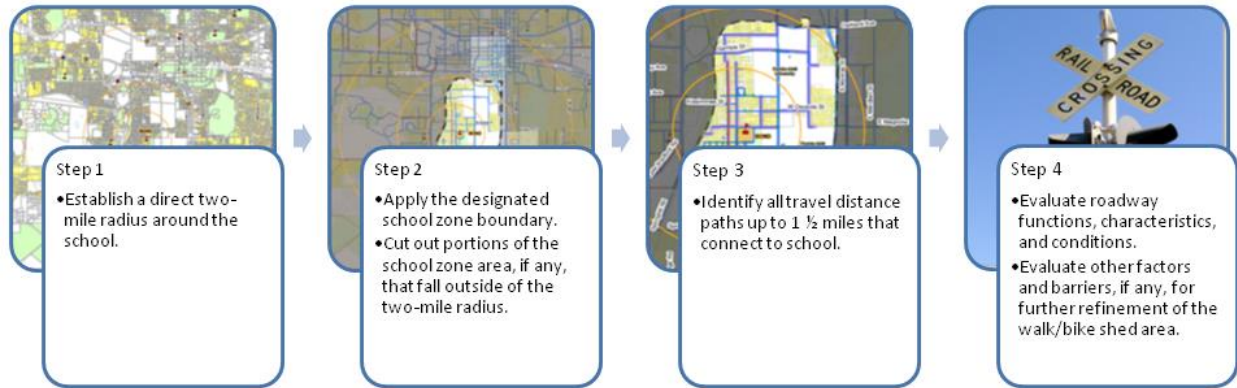 Step 1
•Establish a direct two-
mile radius around the
school.
Step 2
•Apply the designated
school zone boundary.
•Cut out portions of the
school zone area, if any,
that fall outside of the
two-mile radius.
Step 3
•Identify all travel distance
paths up to 1 ½ miles that
connect to school.
RAIL ROAD
CROSSING
Step 4
•Evaluate roadway
functions, characteristics,
and conditions.
•Evaluate other factors
and barriers, if any, for
further refinement of the
walk/bike shed area.